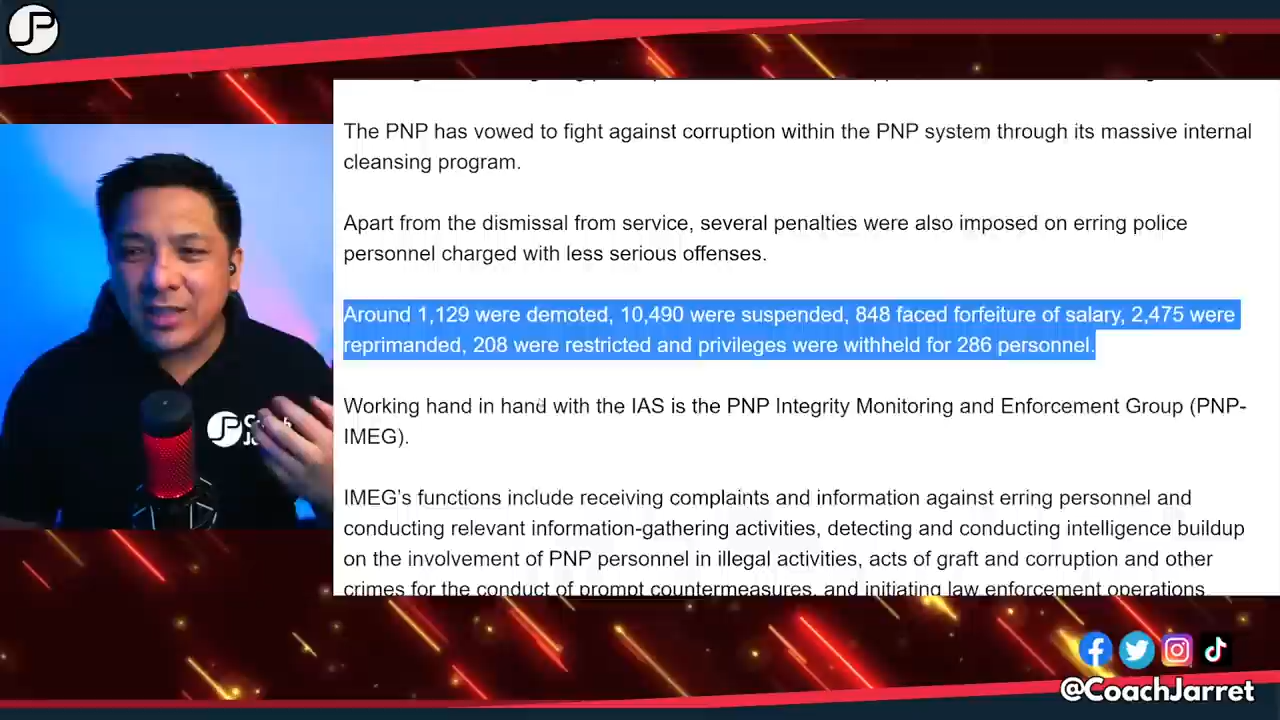 JP
The PNP has vowed to fight against corruption within the PNP system through its massive internal
cleansing program.
Apart from the dismissal from service, several penalties were also imposed on erring police
personnel charged with less serious offenses.
Around 1,129 were demoted, 10,490 were suspended, 848 faced forfeiture of salary, 2,475 were
reprimanded, 208 were restricted and privileges were withheld for 286 personnel.
Working hand in hand with the IAS is the PNP Integrity Monitoring and Enforcement Group (PNP-
IMEG).
IMEG’s functions include receiving complaints and information against erring personnel and
conducting relevant information-gathering activities, detecting and conducting intelligence buildup
on the involvement of PNP personnel in illegal activities, acts of graft and corruption and other
crimes for the conduct of prompt countermeasures, and initiating law enforcement operations
@CoachJarret